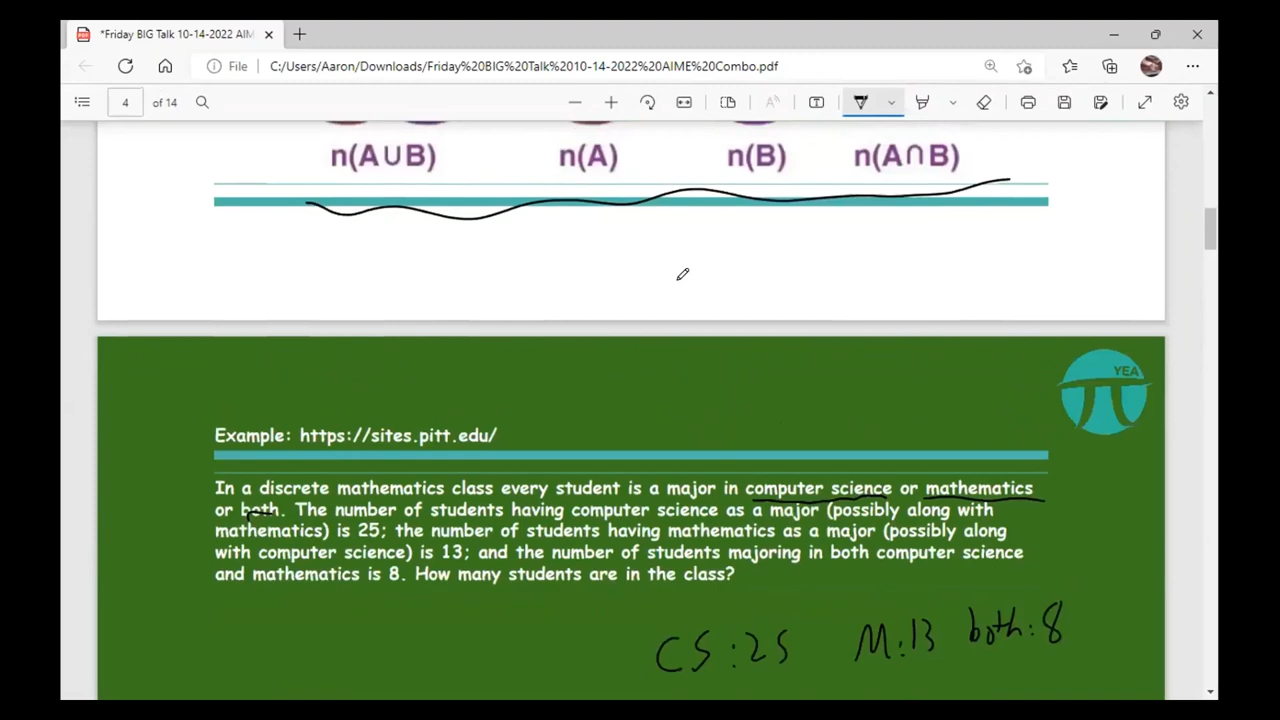 *Friday BIG Talk 10-14-2022 AIM
File C:/Users/Aaron/Downloads/Friday%20BIG%20Talk%2010-14-2022%20AIME%20Combo.pdf
4 of 14
n(A∪B) n(A) n(B) n(A∩B)
YEA
Example: https://sites.pitt.edu/
In a discrete mathematics class every student is a major in computer science or mathematics
or both. The number of students having computer science as a major (possibly along with
mathematics) is 25; the number of students having mathematics as a major (possibly along
with computer science) is 13; and the number of students majoring in both computer science
and mathematics is 8. How many students are in the class?
CS:25 M:13 both:8